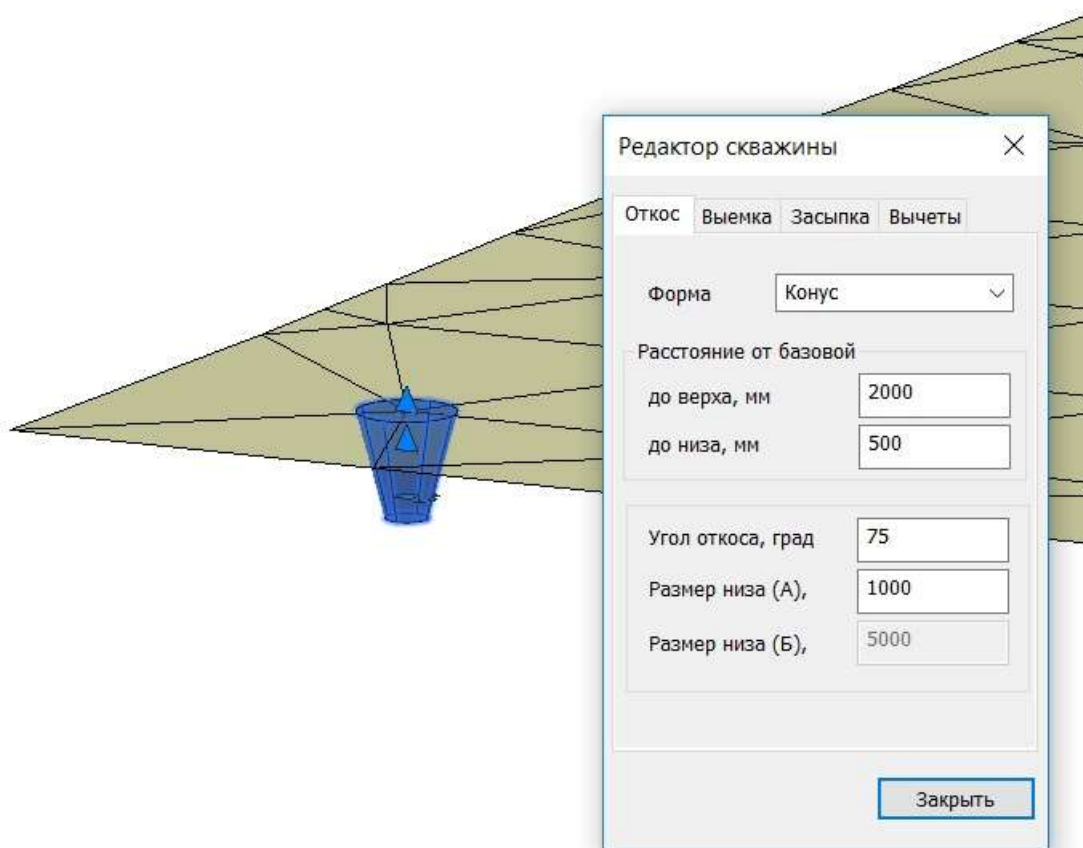 Редактор скважины
Откос Выемка Засыпка Вычеты
Форма Конус
Расстояние от базовой
до верха, мм 2000
до низа, мм 500
Угол откоса, град 75
Размер низа (А), 1000
Размер низа (Б), 5000
Закрыть